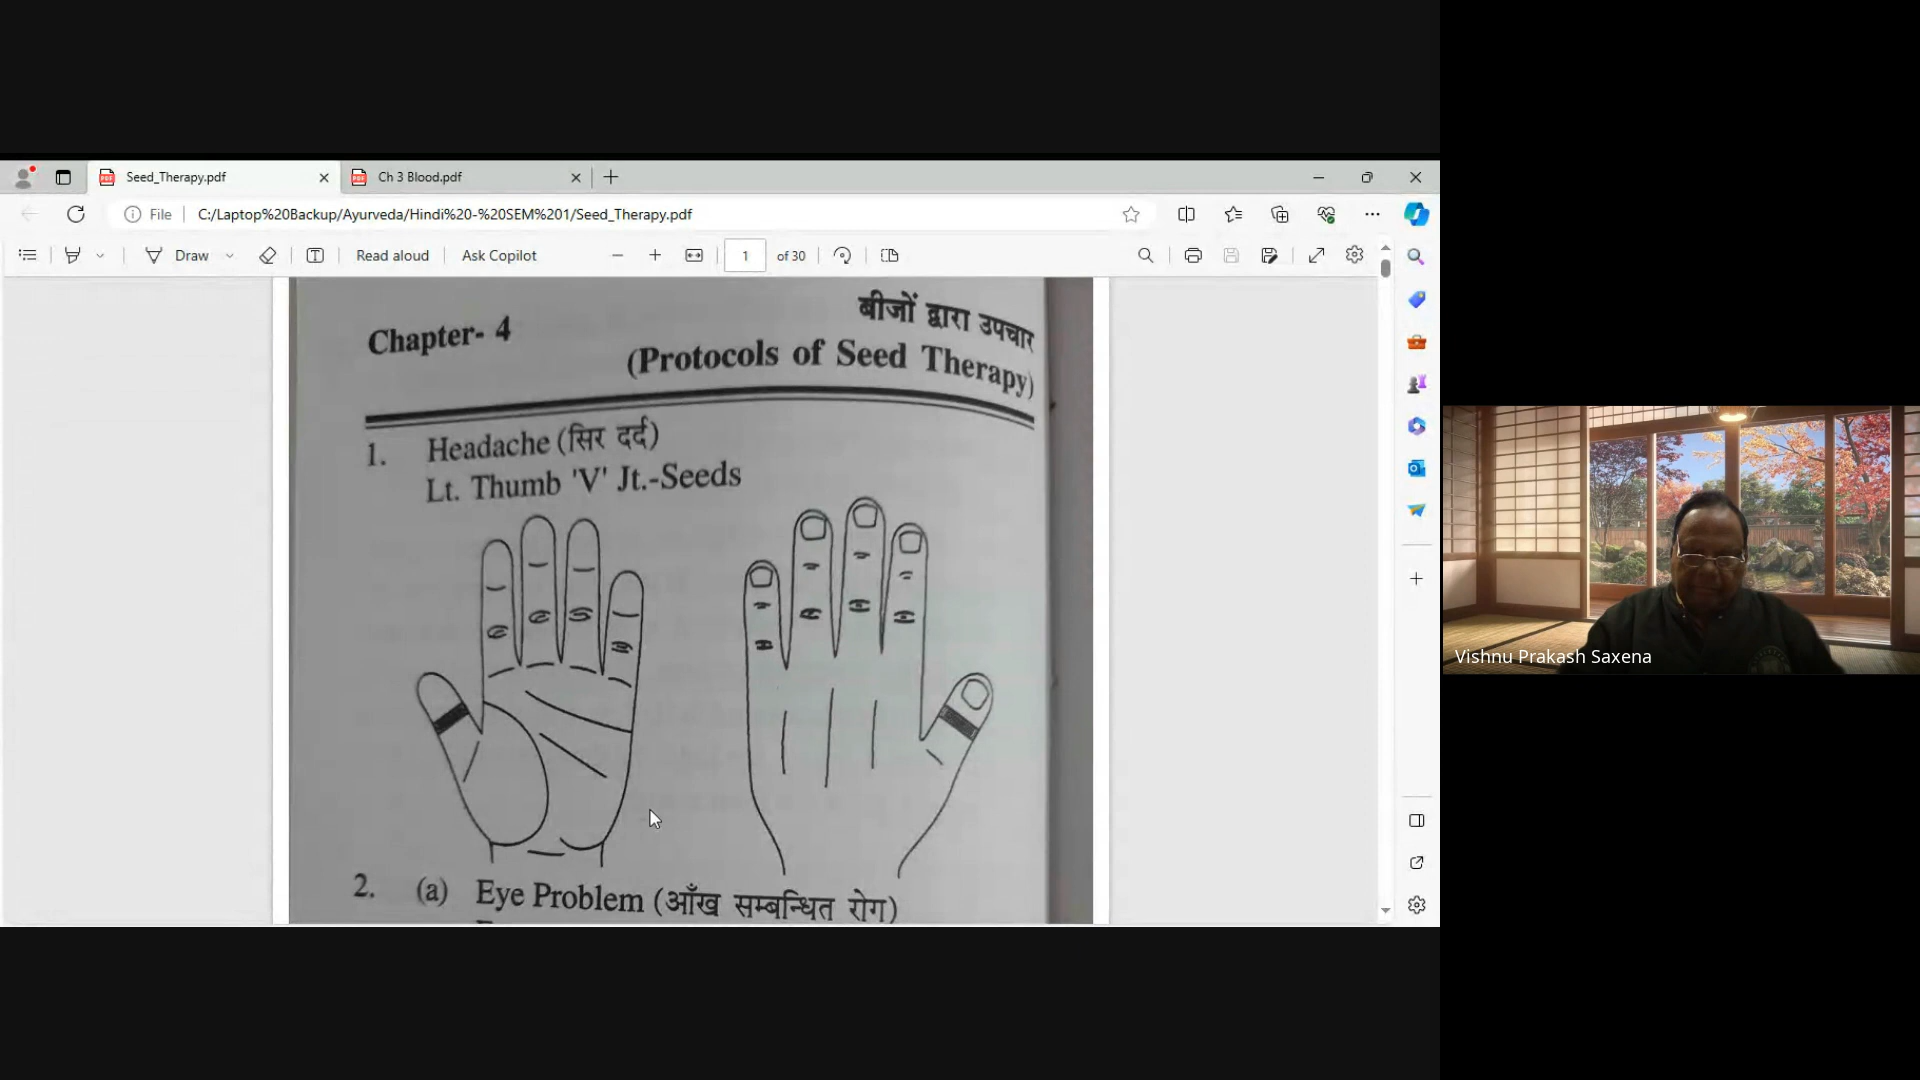 Seed_Therapy.pdf
Ch 3 Blood.pdf
File
C:/Laptop%20Backup/Ayurveda/Hindi%20-%20SEM%201/Seed_Therapy.pdf
Draw
Read aloud
Ask Copilot
1 of 30
बीजों द्वारा उपचार
Chapter- 4
(Protocols of Seed Therapy)
1. Headache (सिर दर्द)
Lt. Thumb 'V' Jt.-Seeds
2. (a) Eye Problem (आँख सम्बन्धित रोग)
Vishnu Prakash Saxena